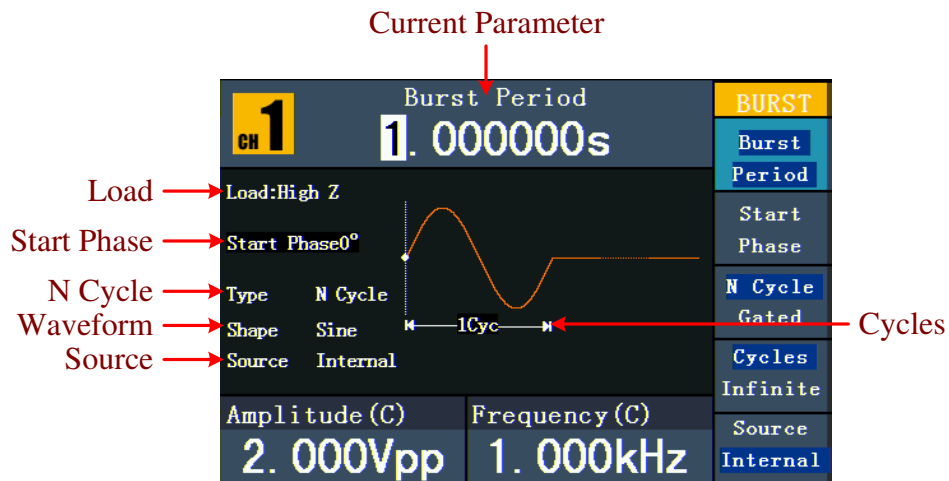 Current Parameter
CH 1
Burst Period
1.000000s
BURST
Burst
Period
Start
Phase
N Cycle
Gated
Cycles
Infinite
Source
Internal
Load
Load:High Z
Start Phase
Start Phase0°
N Cycle
Type N Cycle
Waveform
Shape Sine
1Cyc
Cycles
Source
Source Internal
Amplitude(C)
2.000Vpp
Frequency(C)
1.000kHz